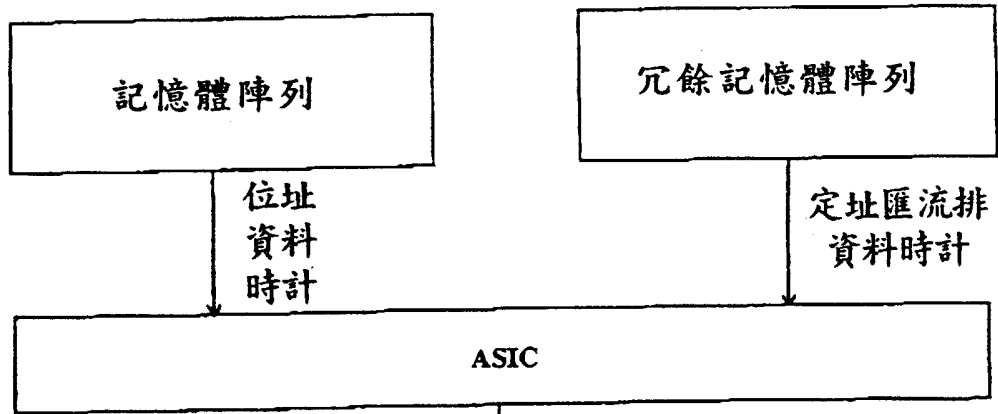 記憶體陣列
冗餘記憶體陣列
位址
資料
時計
定址匯流排
資料時計
ASIC